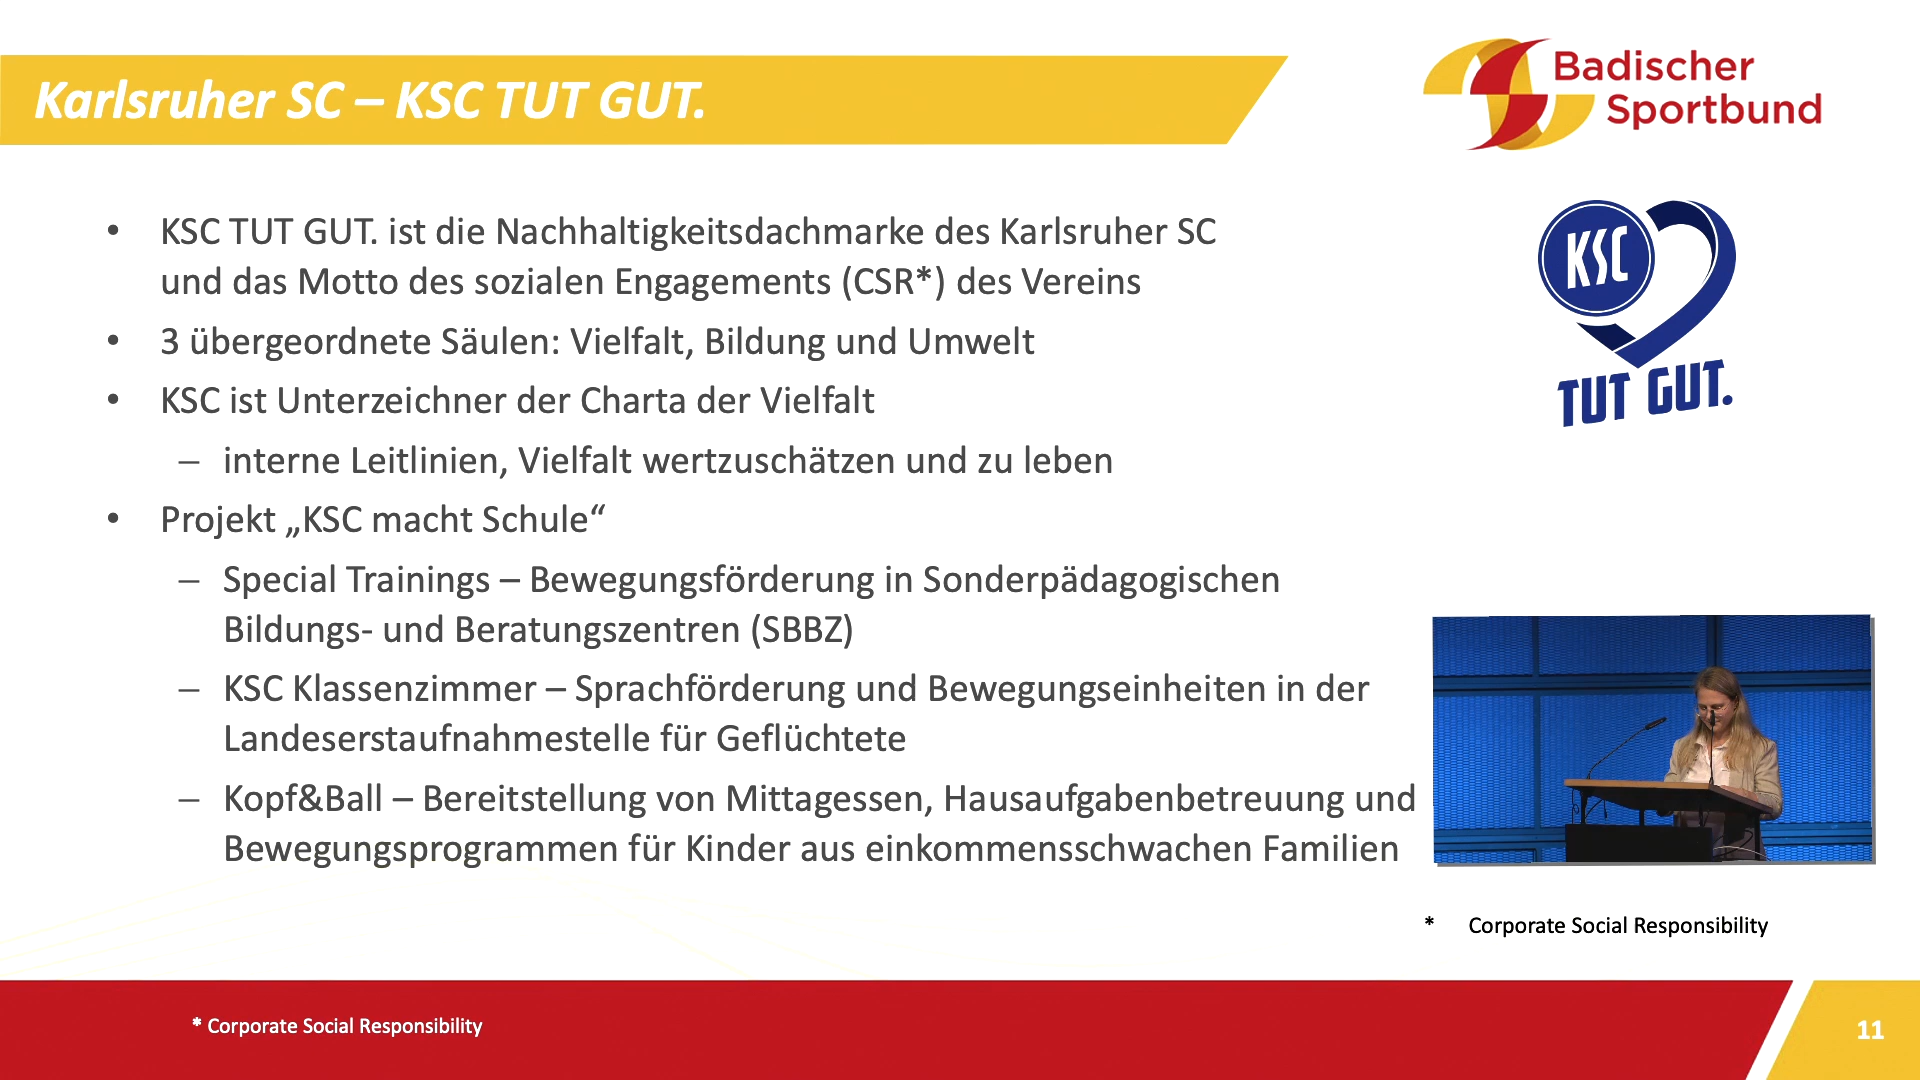 Karlsruher SC – KSC TUT GUT.
Badischer
Sportbund
• KSC TUT GUT. ist die Nachhaltigkeitsdachmarke des Karlsruher SC
und das Motto des sozialen Engagements (CSR*) des Vereins
• 3 übergeordnete Säulen: Vielfalt, Bildung und Umwelt
• KSC ist Unterzeichner der Charta der Vielfalt
– interne Leitlinien, Vielfalt wertzuschätzen und zu leben
• Projekt „KSC macht Schule“
– Special Trainings – Bewegungsförderung in Sonderpädagogischen
Bildungs- und Beratungszentren (SBBZ)
– KSC Klassenzimmer – Sprachförderung und Bewegungseinheiten in der
Landeserstaufnahmestelle für Geflüchtete
– Kopf&Ball – Bereitstellung von Mittagessen, Hausaufgabenbetreuung und
Bewegungsprogrammen für Kinder aus einkommensschwachen Familien
KSC
TUT GUT.
* Corporate Social Responsibility
* Corporate Social Responsibility
11